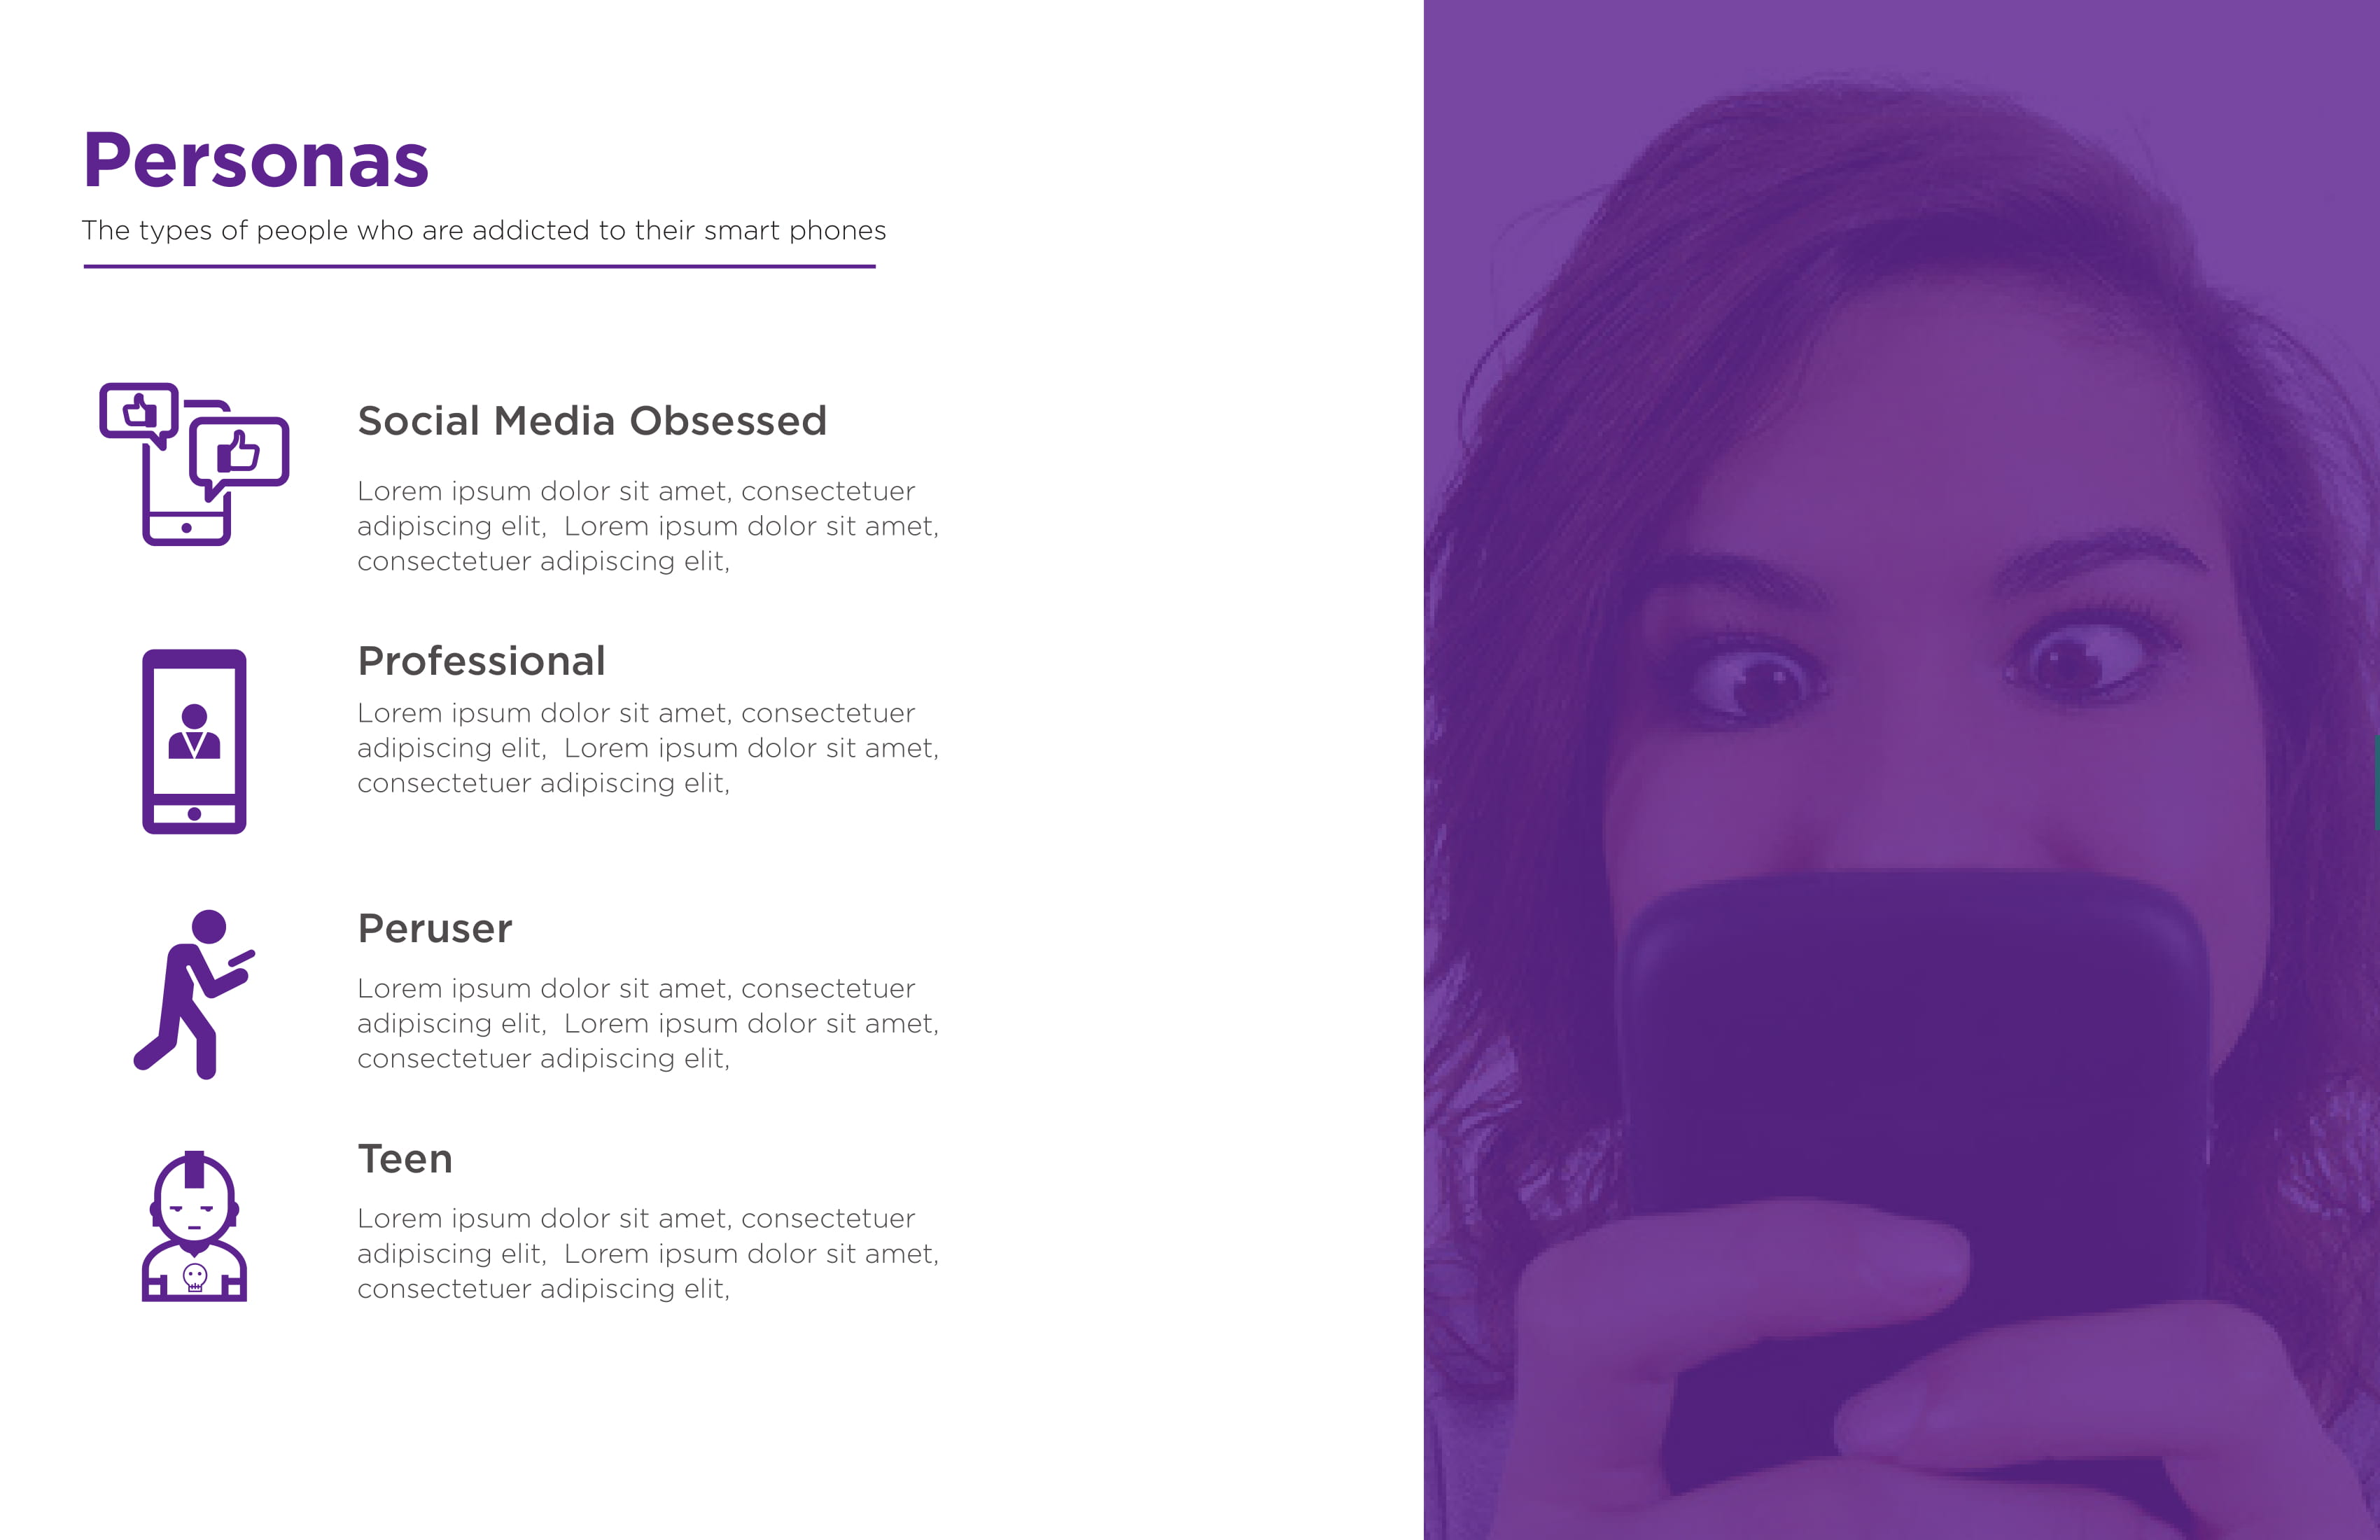 Personas
The types of people who are addicted to their smart phones
Social Media Obsessed
Lorem ipsum dolor sit amet, consectetuer
adipiscing elit,  Lorem ipsum dolor sit amet,
consectetuer adipiscing elit,
Professional
Lorem ipsum dolor sit amet, consectetuer
adipiscing elit,  Lorem ipsum dolor sit amet,
consectetuer adipiscing elit,
Peruser
Lorem ipsum dolor sit amet, consectetuer
adipiscing elit,  Lorem ipsum dolor sit amet,
consectetuer adipiscing elit,
Teen
Lorem ipsum dolor sit amet, consectetuer
adipiscing elit,  Lorem ipsum dolor sit amet,
consectetuer adipiscing elit,